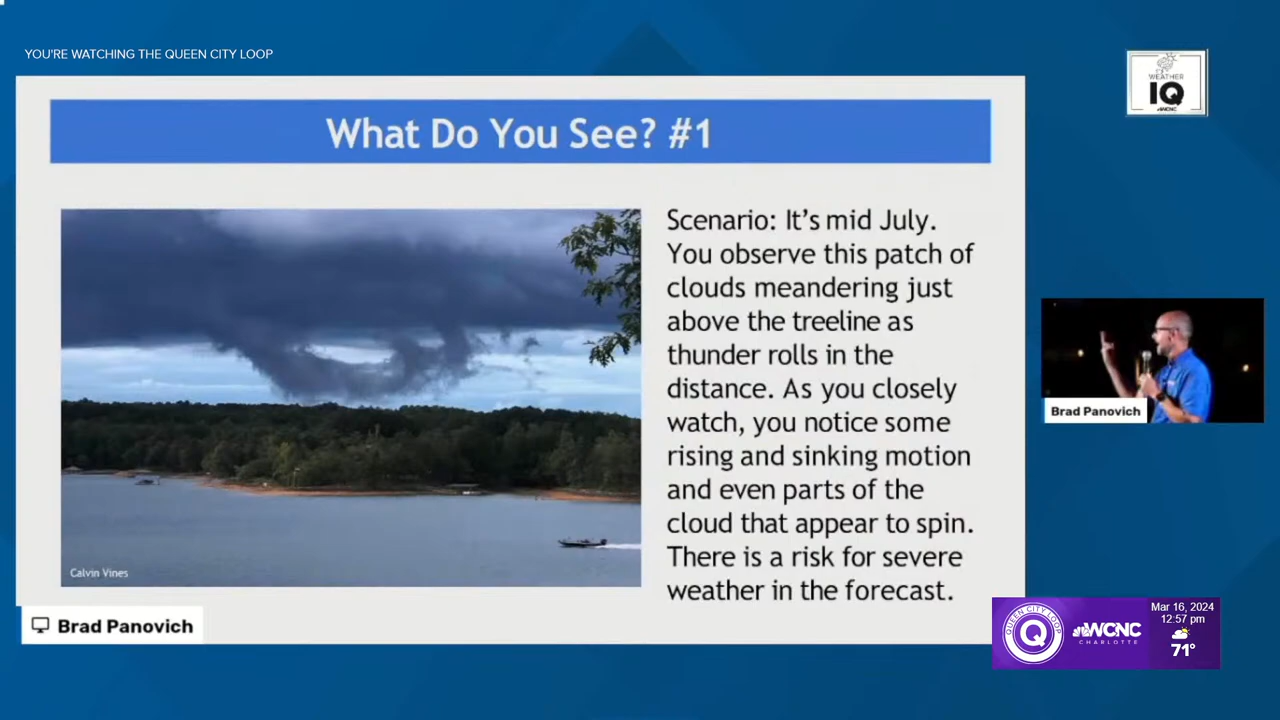 YOU'RE WATCHING THE QUEEN CITY LOOP
WEATHER
IQ
WCNC
What Do You See? #1
Scenario: It's mid July.
You observe this patch of
clouds meandering just
above the treeline as
thunder rolls in the
distance. As you closely
watch, you notice some
rising and sinking motion
and even parts of the
cloud that appear to spin.
There is a risk for severe
weather in the forecast.
Calvin Vines
Brad Panovich
Brad Panovich
QUEEN CITY LOOP
Q
WCNC
CHARLOTTE
Mar 16, 2024
12:57 pm
71°